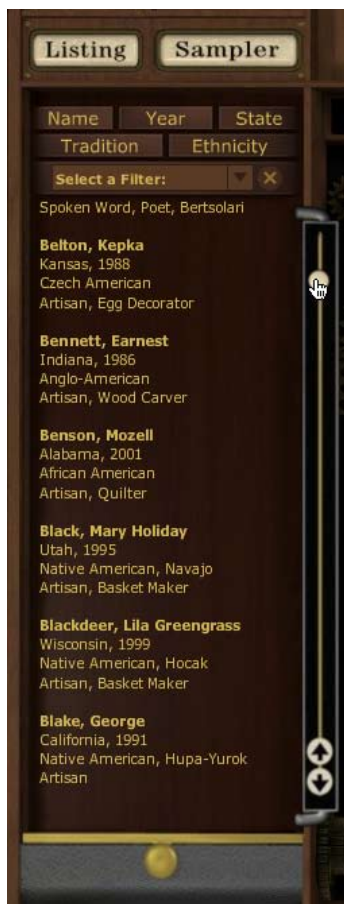 Listing Sampler
Name Year State
Tradition Ethnicity
Select a Filter:
Spoken Word, Poet, Bertsolari
Belton, Kepka
Kansas, 1988
Czech American
Artisan, Egg Decorator
Bennett, Earnest
Indiana, 1986
Anglo-American
Artisan, Wood Carver
Benson, Mozell
Alabama, 2001
African American
Artisan, Quilter
Black, Mary Holiday
Utah, 1995
Native American, Navajo
Artisan, Basket Maker
Blackdeer, Lila Greengrass
Wisconsin, 1999
Native American, Hocak
Artisan, Basket Maker
Blake, George
California, 1991
Native American, Hupa-Yurok
Artisan